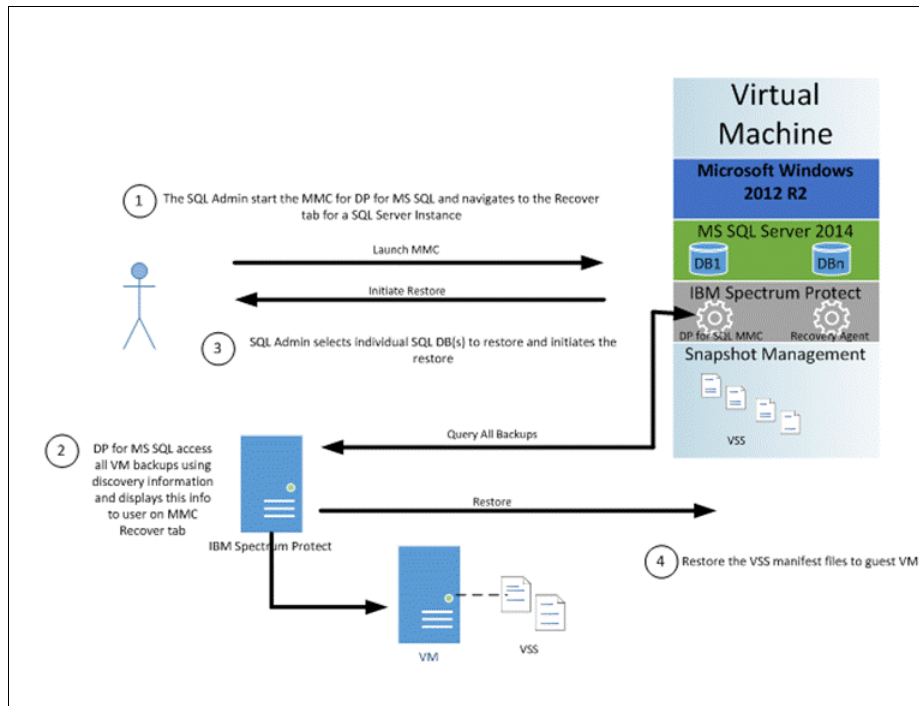 Virtual
Machine
Microsoft Windows
2012 R2
MS SQL Server 2014
DB1
DBn
IBM Spectrum Protect
DP for SQL MMC
Recovery Agent
Snapshot Management
VSS
1
The SQL Admin start the MMC for DP for MS SQL and navigates to the Recover
tab for a SQL Server Instance
Launch MMC
Initiate Restore
3
SQL Admin selects individual SQL DB(s) to restore and initiates the
restore
Query All Backups
2
DP for MS SQL access
all VM backups using
discovery information
and displays this info
to user on MMC
Recover tab
IBM Spectrum Protect
Restore
4
Restore the VSS manifest files to guest VM
VM
VSS